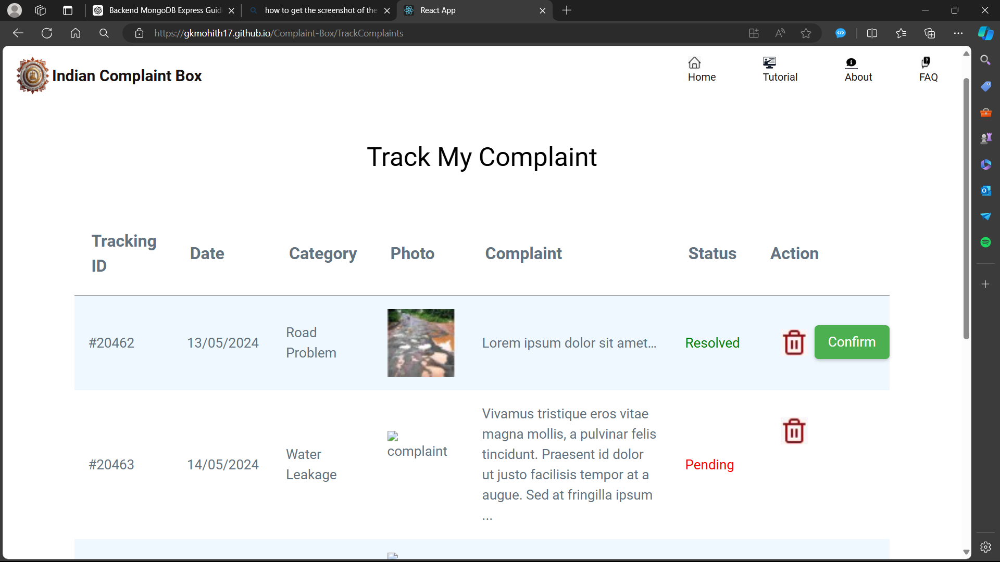 Backend MongoDB Express Guid
how to get the screenshot of the
React App
https://gkmohith17.github.io/Complaint-Box/TrackComplaints
Indian Complaint Box
Home
Tutorial
About
FAQ
Track My Complaint
Tracking
ID
Date
Category
Photo
Complaint
Status
Action
#20462
13/05/2024
Road
Problem
Lorem ipsum dolor sit amet...
Resolved
Confirm
#20463
14/05/2024
Water
Leakage
complaint
Vivamus tristique eros vitae
magna mollis, a pulvinar felis
tincidunt. Praesent id dolor
ut justo facilisis tempor at a
augue. Sed at fringilla ipsum
...
Pending